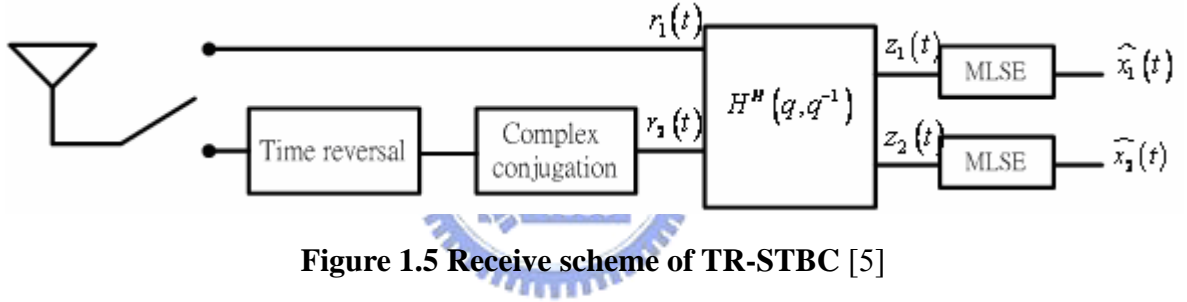 r₁(t)
z₁(t)
MLSE
x̂₁(t)
H^H(q,q⁻¹)
Time reversal
Complex
conjugation
r₂(t)
z₂(t)
MLSE
x̂₂(t)
Figure 1.5 Receive scheme of TR-STBC [5]